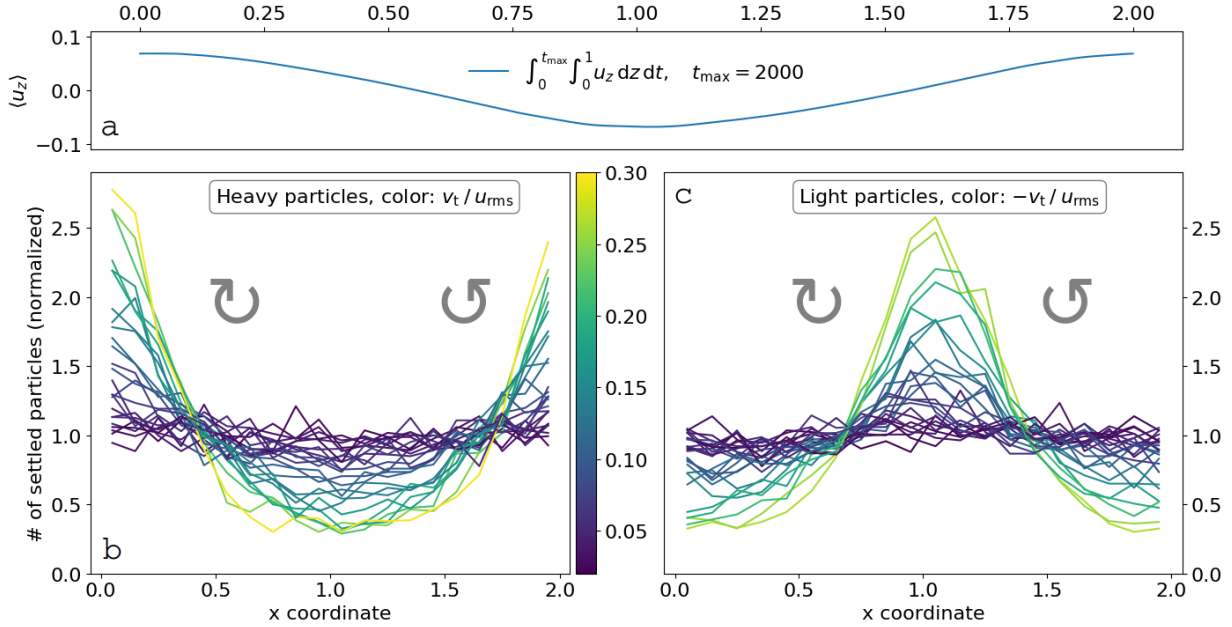 0.00 0.25 0.50 0.75 1.00 1.25 1.50 1.75 2.00
0.1
0.0
−0.1
⟨u_z⟩
∫_0^{t_max} ∫_0^1 u_z dz dt, t_max = 2000
a
Heavy particles, color: v_t / u_rms
# of settled particles (normalized)
2.5
2.0
1.5
1.0
0.5
0.0
b
0.0 0.5 1.0 1.5 2.0
x coordinate
0.30
0.25
0.20
0.15
0.10
0.05
c
Light particles, color: −v_t / u_rms
2.5
2.0
1.5
1.0
0.5
0.0
0.0 0.5 1.0 1.5 2.0
x coordinate